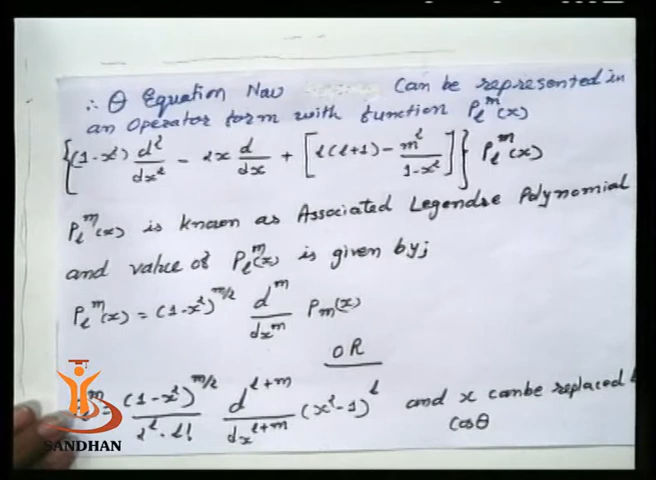 ∴ θ Equation Now can be represented in
an Operator form with function P_l^m(x)
{(1-x²) d²/dx² - 2x d/dx + [l(l+1) - m²/(1-x²)]} P_l^m(x)
P_l^m(x) is known as Associated Legendre Polynomial
and value of P_l^m(x) is given by;
P_l^m(x) = (1-x²)^(m/2) d^m/dx^m P_m(x)
OR
= (1-x²)^(m/2)/(2^l · l!) d^(l+m)/dx^(l+m) (x²-1)^l and x can be replaced
cosθ
SANDHAN